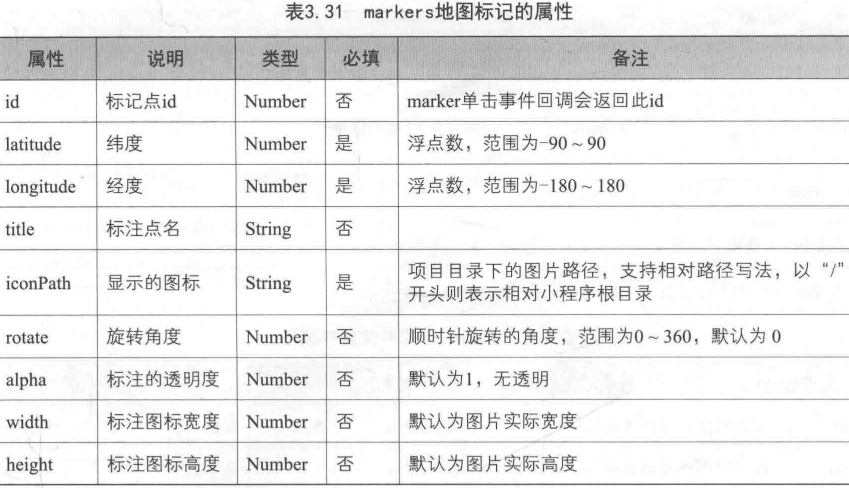 表3.31 markers地图标记的属性
属性 说明 类型 必填 备注
id 标记点id Number 否 marker单击事件回调会返回此id
latitude 纬度 Number 是 浮点数，范围为-90～90
longitude 经度 Number 是 浮点数，范围为-180～180
title 标注点名 String 否
iconPath 显示的图标 String 是 项目目录下的图片路径，支持相对路径写法，以“/”
开头则表示相对小程序根目录
rotate 旋转角度 Number 否 顺时针旋转的角度，范围为0～360，默认为 0
alpha 标注的透明度 Number 否 默认为1，无透明
width 标注图标宽度 Number 否 默认为图片实际宽度
height 标注图标高度 Number 否 默认为图片实际高度